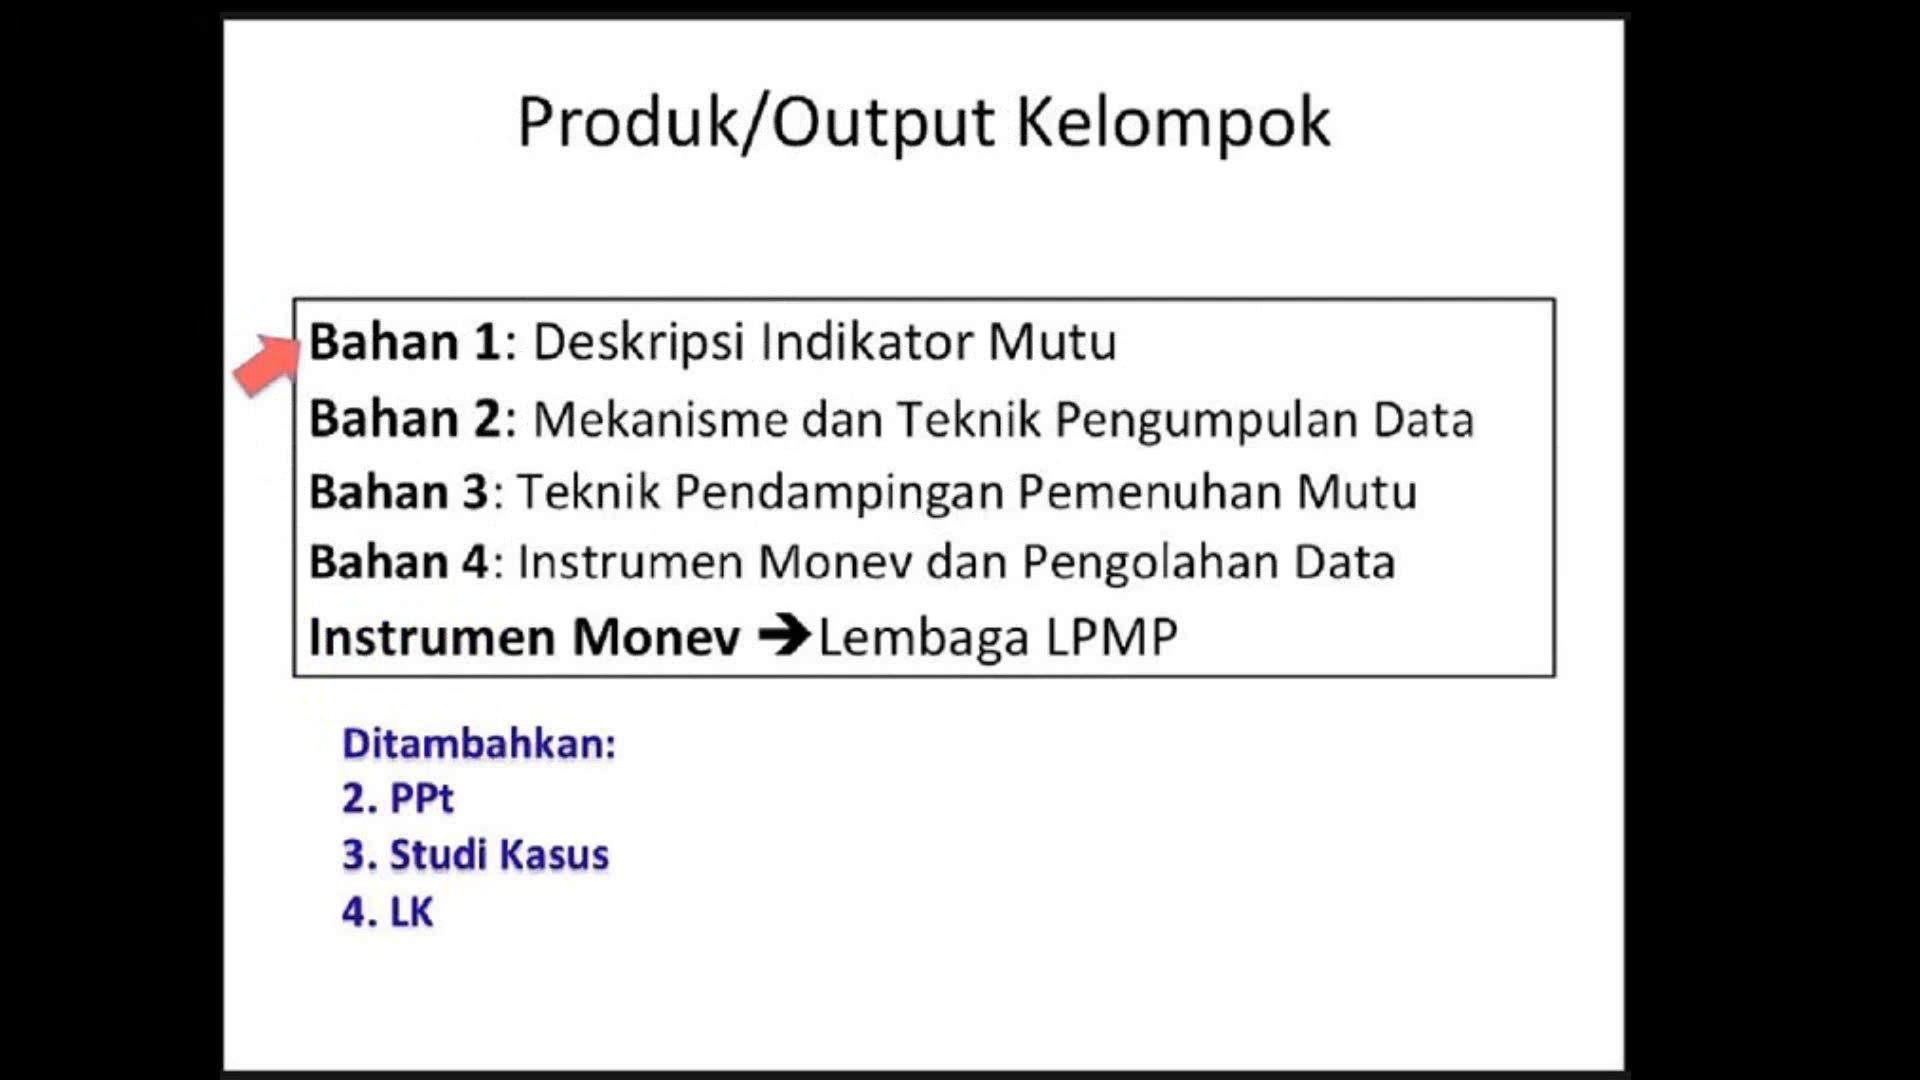 Produk/Output Kelompok
Bahan 1: Deskripsi Indikator Mutu
Bahan 2: Mekanisme dan Teknik Pengumpulan Data
Bahan 3: Teknik Pendampingan Pemenuhan Mutu
Bahan 4: Instrumen Monev dan Pengolahan Data
Instrumen Monev ➔Lembaga LPMP
Ditambahkan:
2. PPt
3. Studi Kasus
4. LK